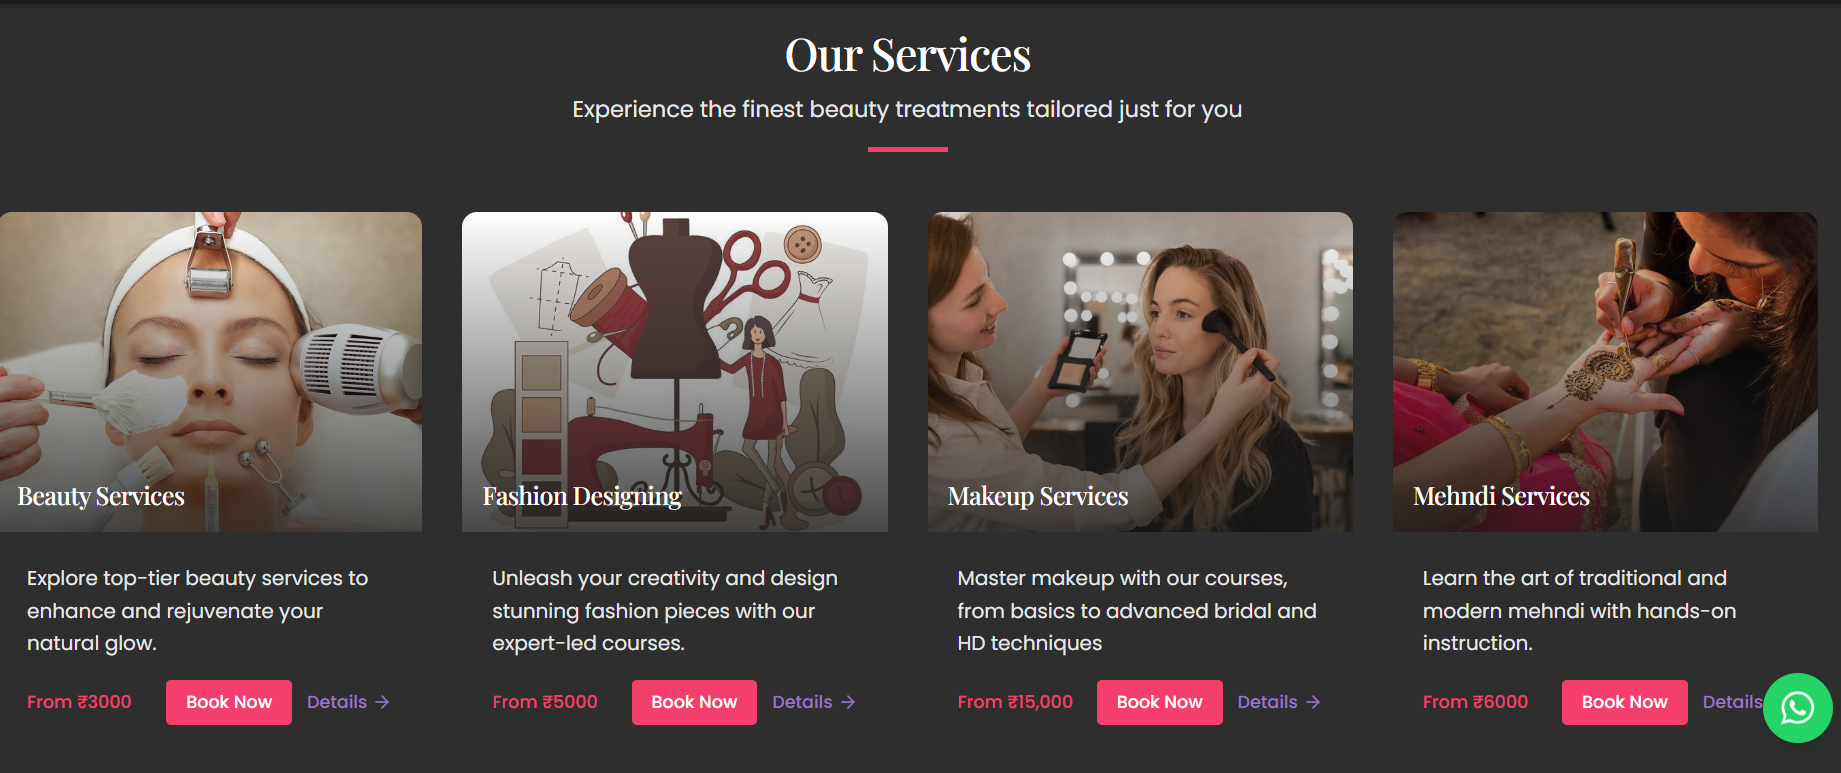 Our Services
Experience the finest beauty treatments tailored just for you
Beauty Services
Explore top-tier beauty services to
enhance and rejuvenate your
natural glow.
From ₹3000
Book Now
Details →
Fashion Designing
Unleash your creativity and design
stunning fashion pieces with our
expert-led courses.
From ₹5000
Book Now
Details →
Makeup Services
Master makeup with our courses,
from basics to advanced bridal and
HD techniques
From ₹15,000
Book Now
Details →
Mehndi Services
Learn the art of traditional and
modern mehndi with hands-on
instruction.
From ₹6000
Book Now
Details